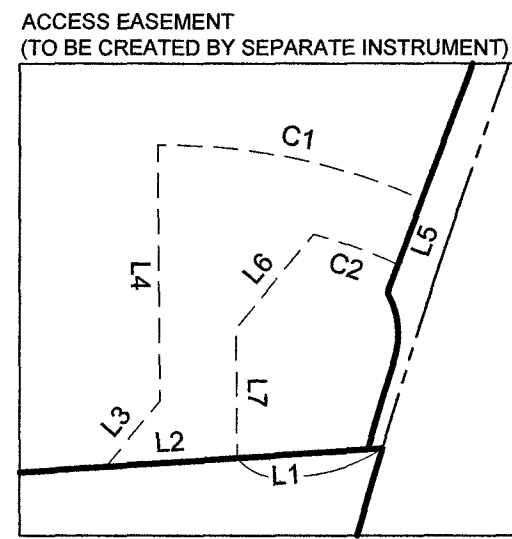 ACCESS EASEMENT
(TO BE CREATED BY SEPARATE INSTRUMENT)
C1
L5
L6
C2
L4
L7
L3
L2
L1